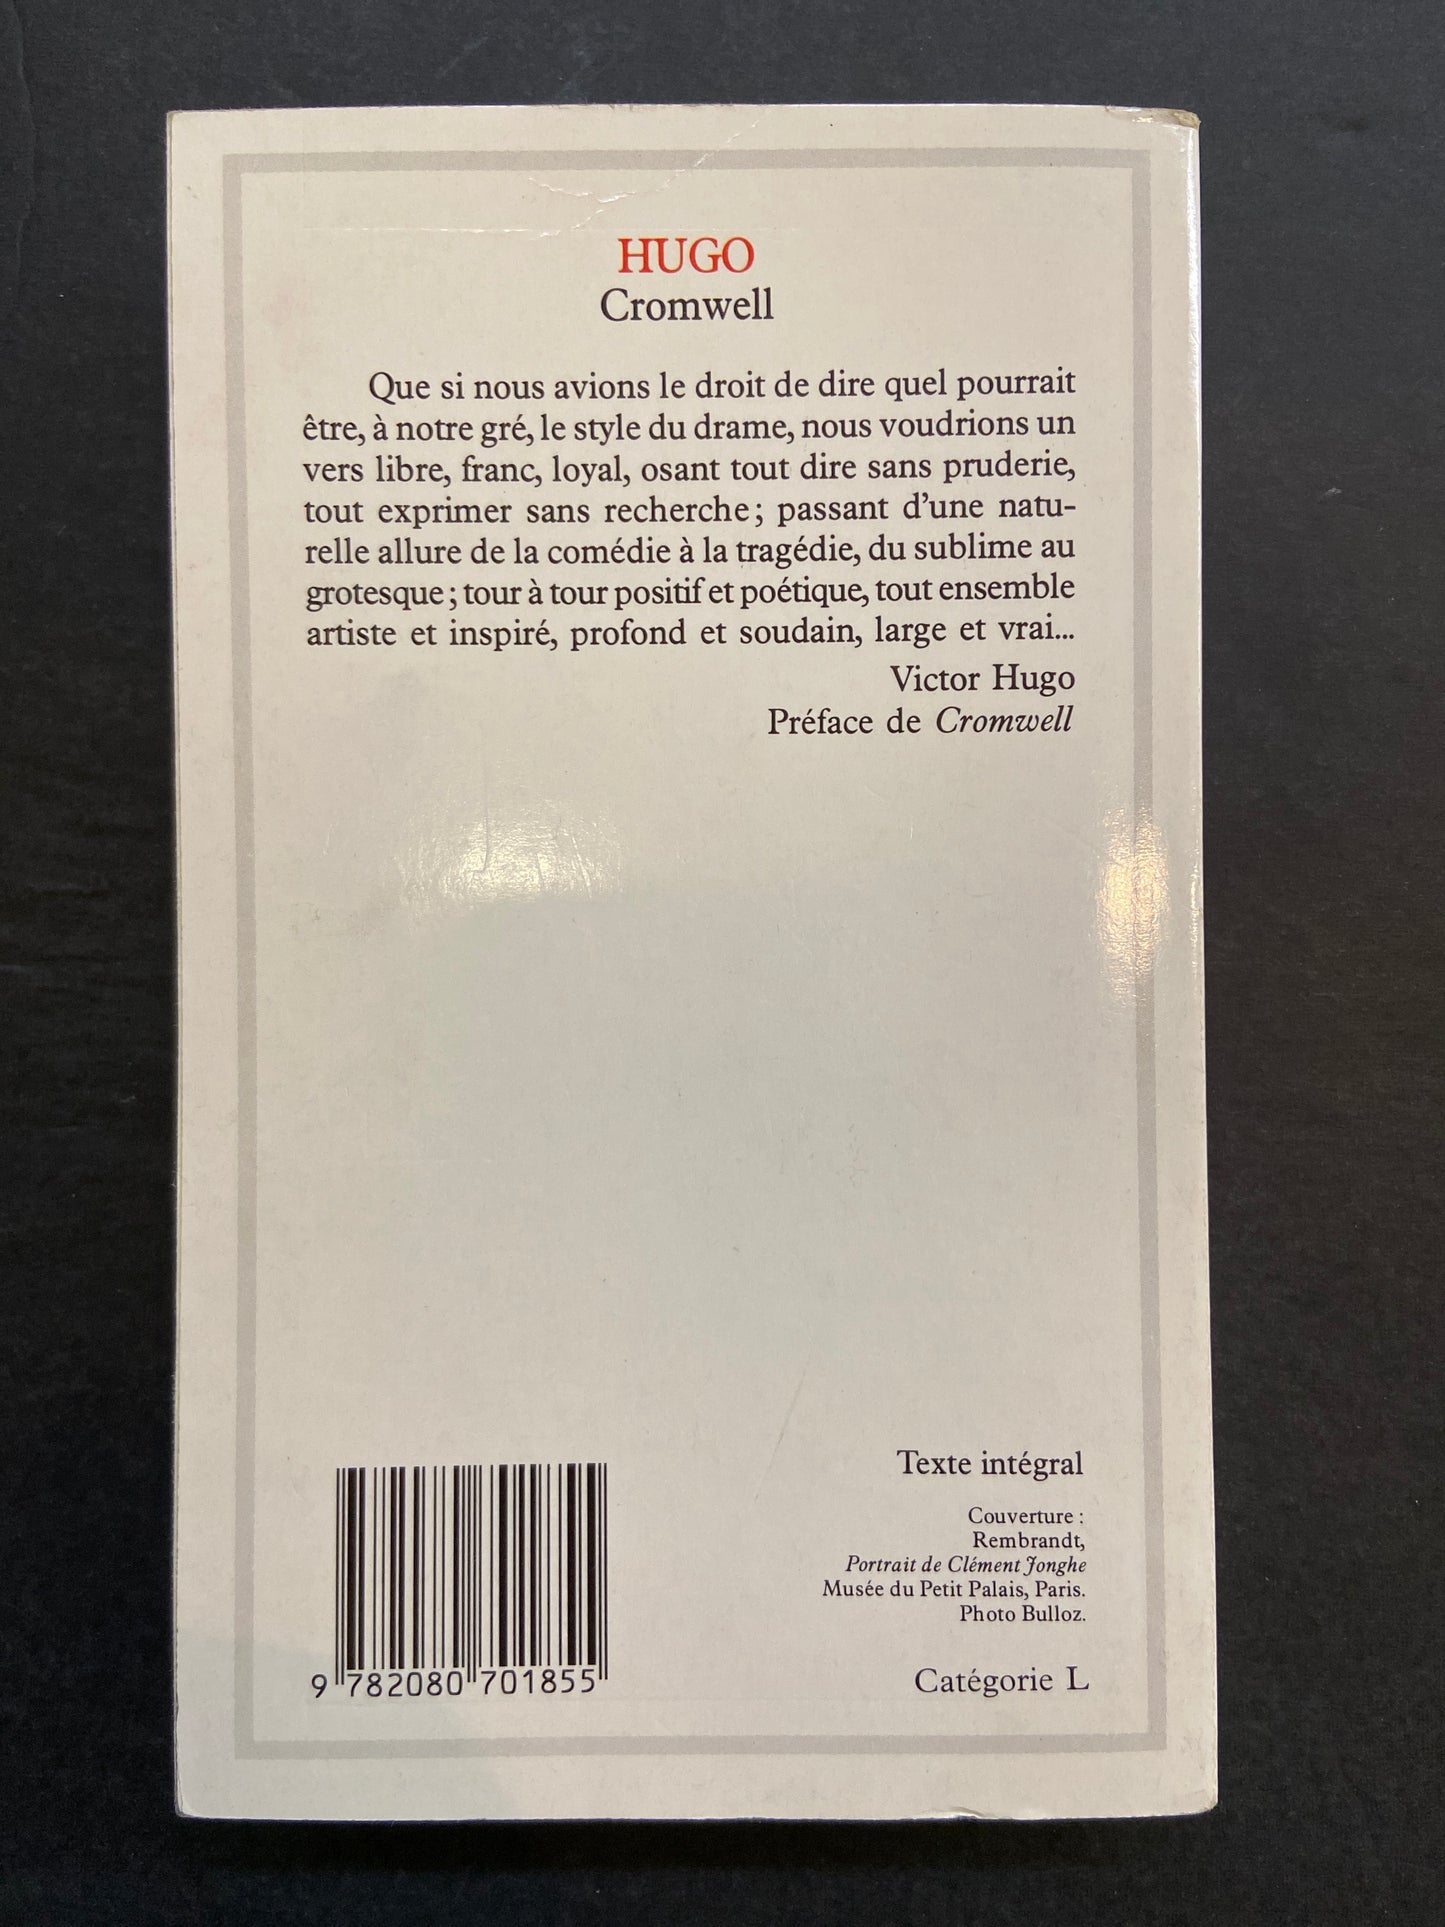 HUGO
Cromwell
Que si nous avions le droit de dire quel pourrait
être, à notre gré, le style du drame, nous voudrions un
vers libre, franc, loyal, osant tout dire sans pruderie,
tout exprimer sans recherche ; passant d'une natu-
relle allure de la comédie à la tragédie, du sublime au
grotesque ; tour à tour positif et poétique, tout ensemble
artiste et inspiré, profond et soudain, large et vrai...
Victor Hugo
Préface de Cromwell
Texte intégral
Couverture :
Rembrandt,
Portrait de Clément Jonghe
Musée du Petit Palais, Paris.
Photo Bulloz.
9 782080 701855
Catégorie L